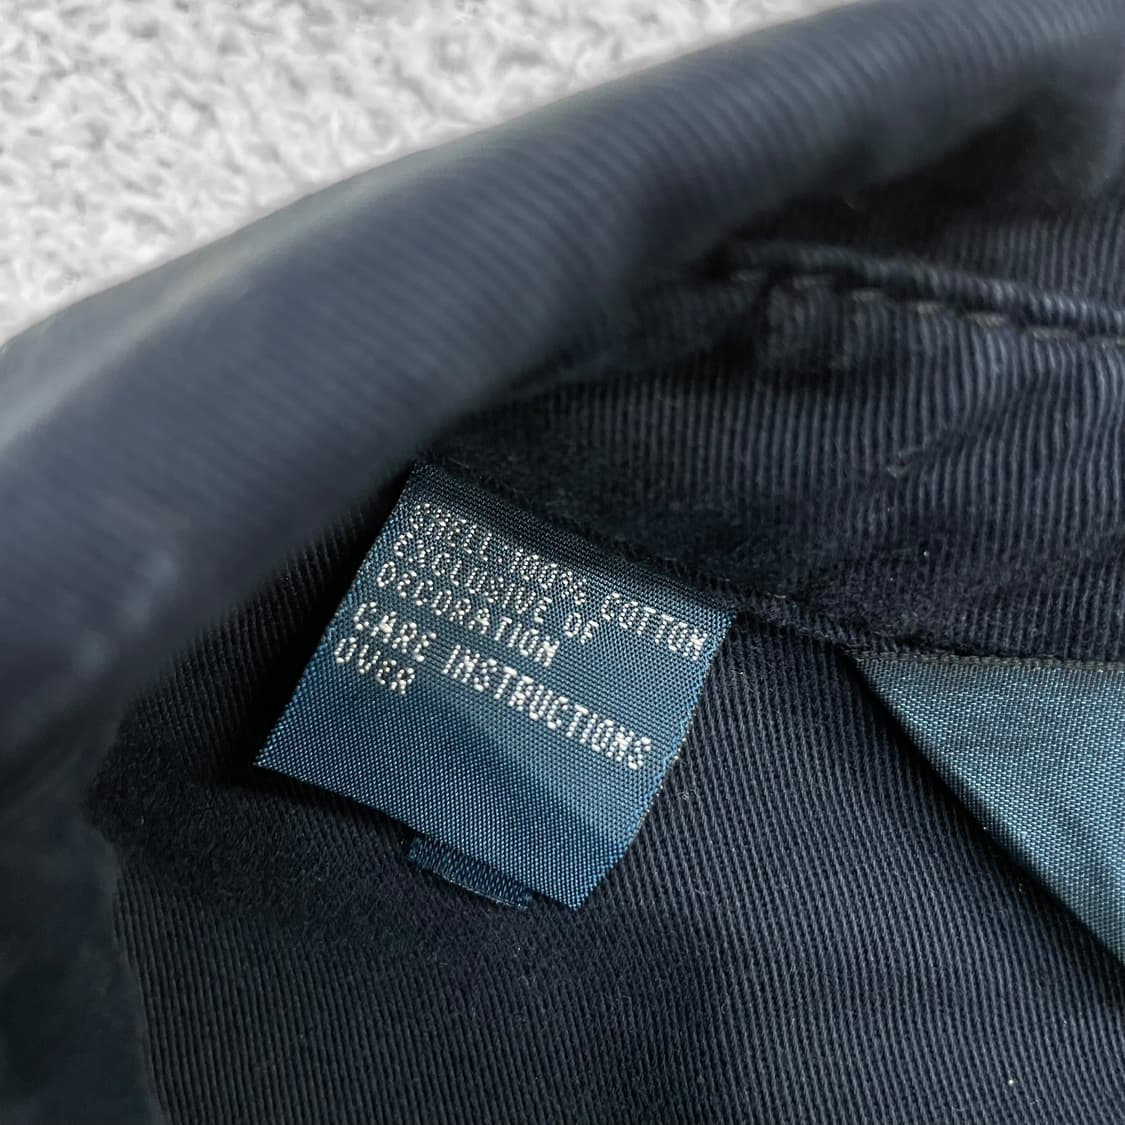 SHELL 100% COTTON
EXCLUSIVE OF
DECORATION
CARE INSTRUCTIONS
OVER